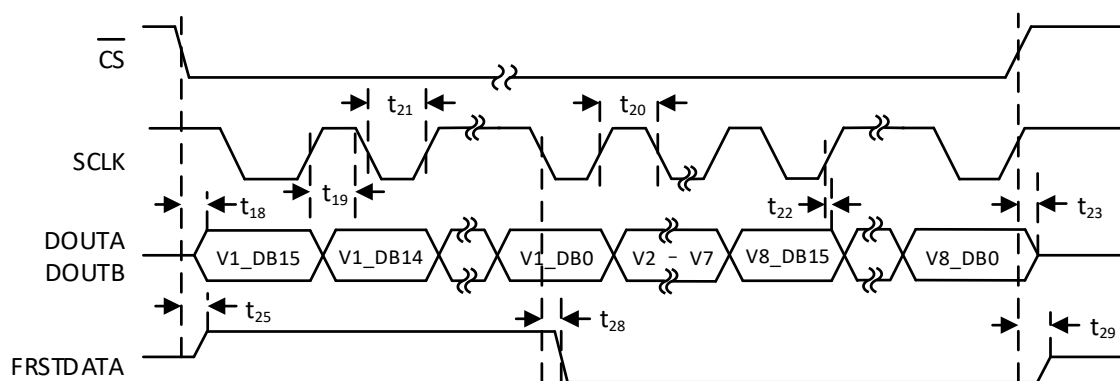 CS
t21
t20
SCLK
t18
t19
t22
t23
DOUTA
DOUTB
V1_DB15
V1_DB14
V1_DB0
V2 - V7
V8_DB15
V8_DB0
t25
t28
t29
FRSTDATA